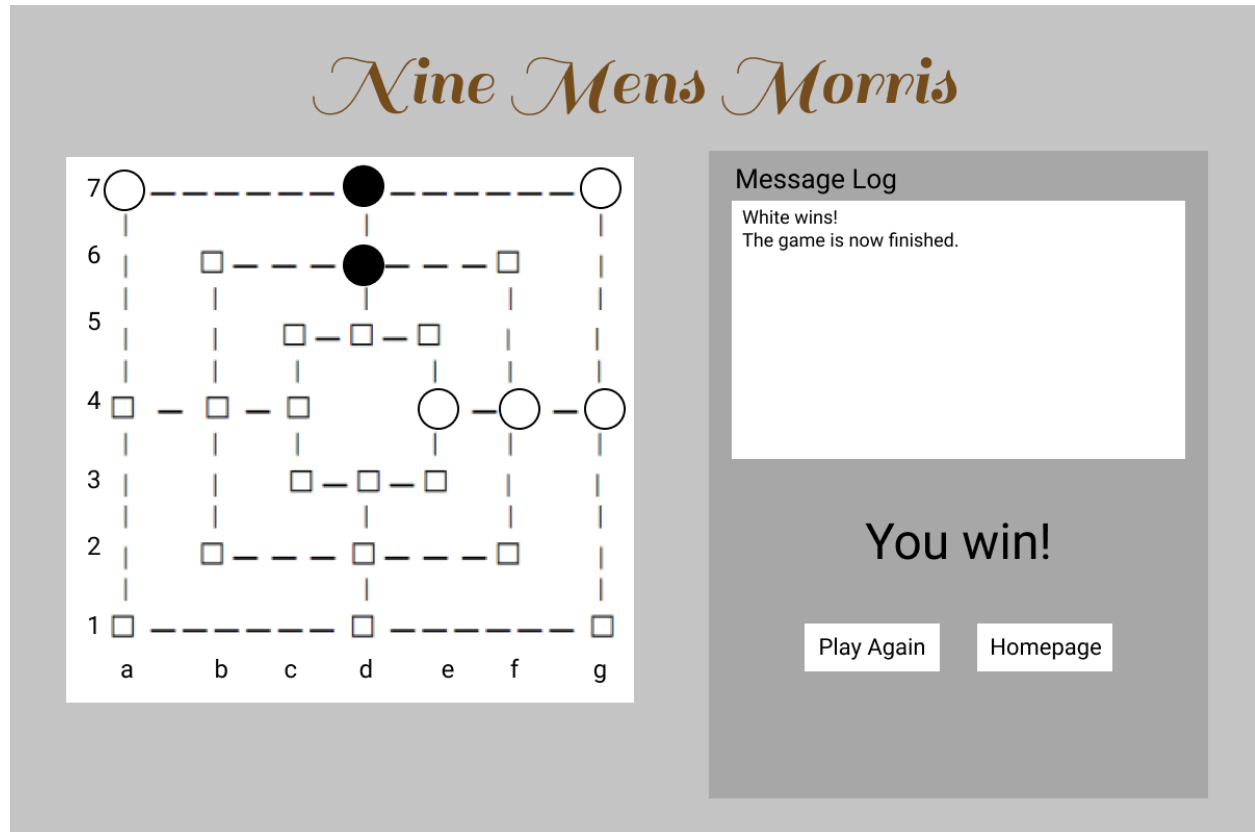 Nine Mens Morris
7
6
5
4
3
2
1
a b c d e f g
Message Log
White wins!
The game is now finished.
You win!
Play Again
Homepage